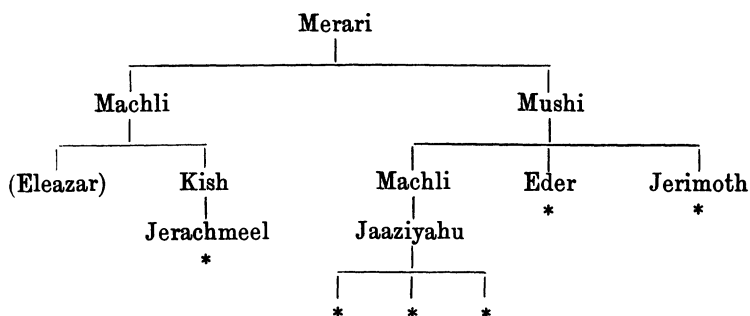 Merari
Machli Mushi
(Eleazar) Kish Machli Eder Jerimoth
* *
Jerachmeel Jaaziyahu
*
* * *